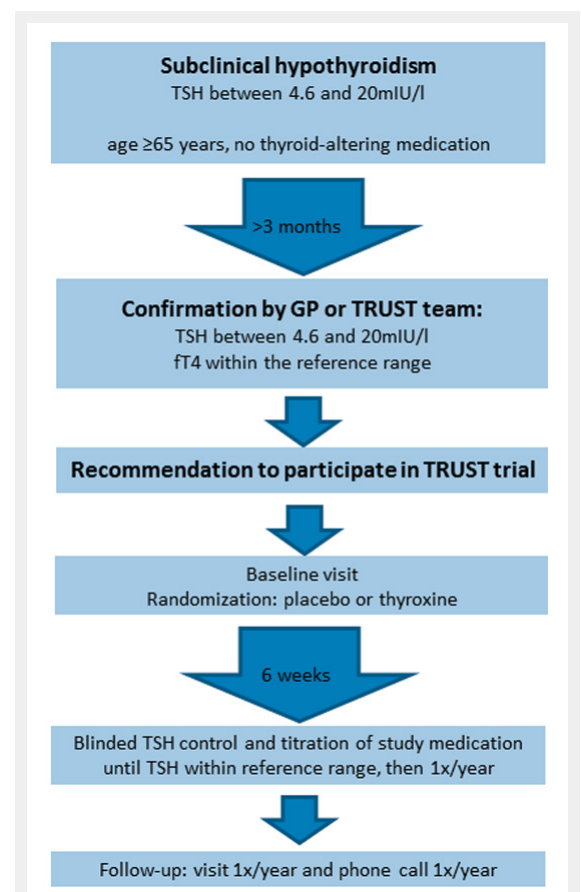 Subclinical hypothyroidism
TSH between 4.6 and 20mIU/l
age ≥65 years, no thyroid-altering medication
>3 months
Confirmation by GP or TRUST team:
TSH between 4.6 and 20mIU/l
fT4 within the reference range
Recommendation to participate in TRUST trial
Baseline visit
Randomization: placebo or thyroxine
6 weeks
Blinded TSH control and titration of study medication
until TSH within reference range, then 1x/year
Follow-up: visit 1x/year and phone call 1x/year